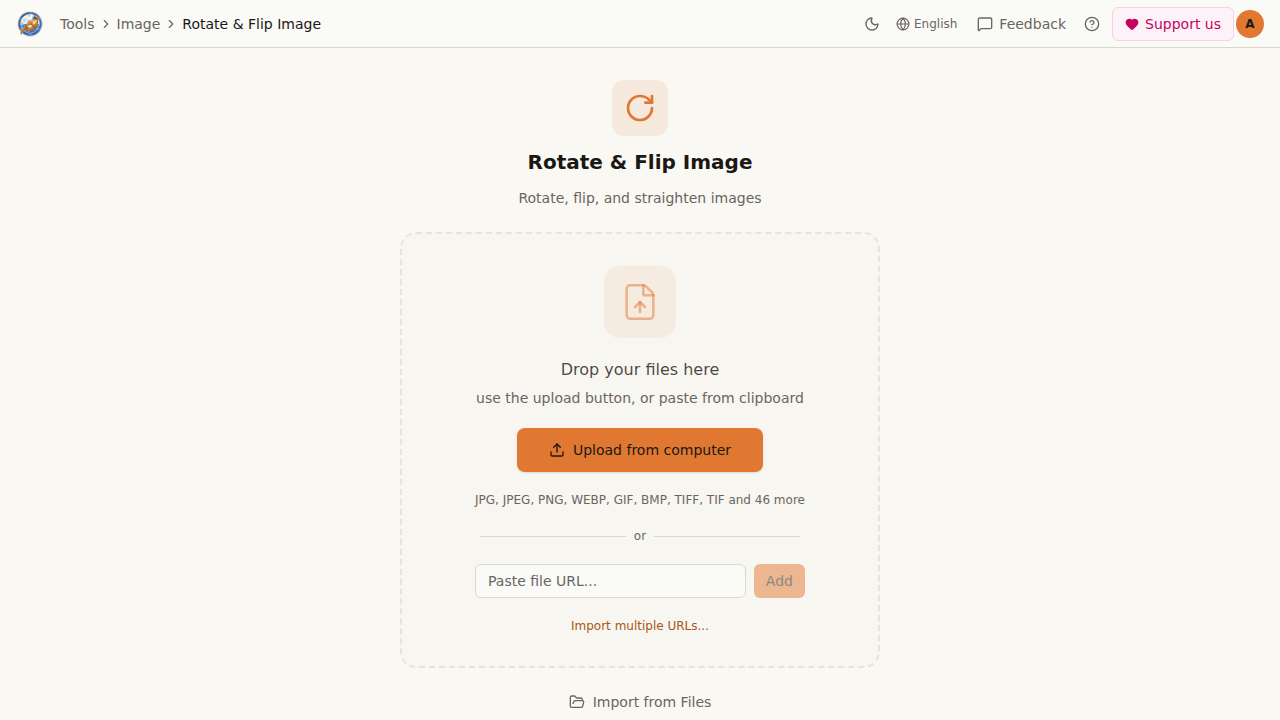 Tools > Image > Rotate & Flip Image
English
Feedback
Support us
A
Rotate & Flip Image
Rotate, flip, and straighten images
Drop your files here
use the upload button, or paste from clipboard
Upload from computer
JPG, JPEG, PNG, WEBP, GIF, BMP, TIFF, TIF and 46 more
or
Paste file URL...
Add
Import multiple URLs...
Import from Files